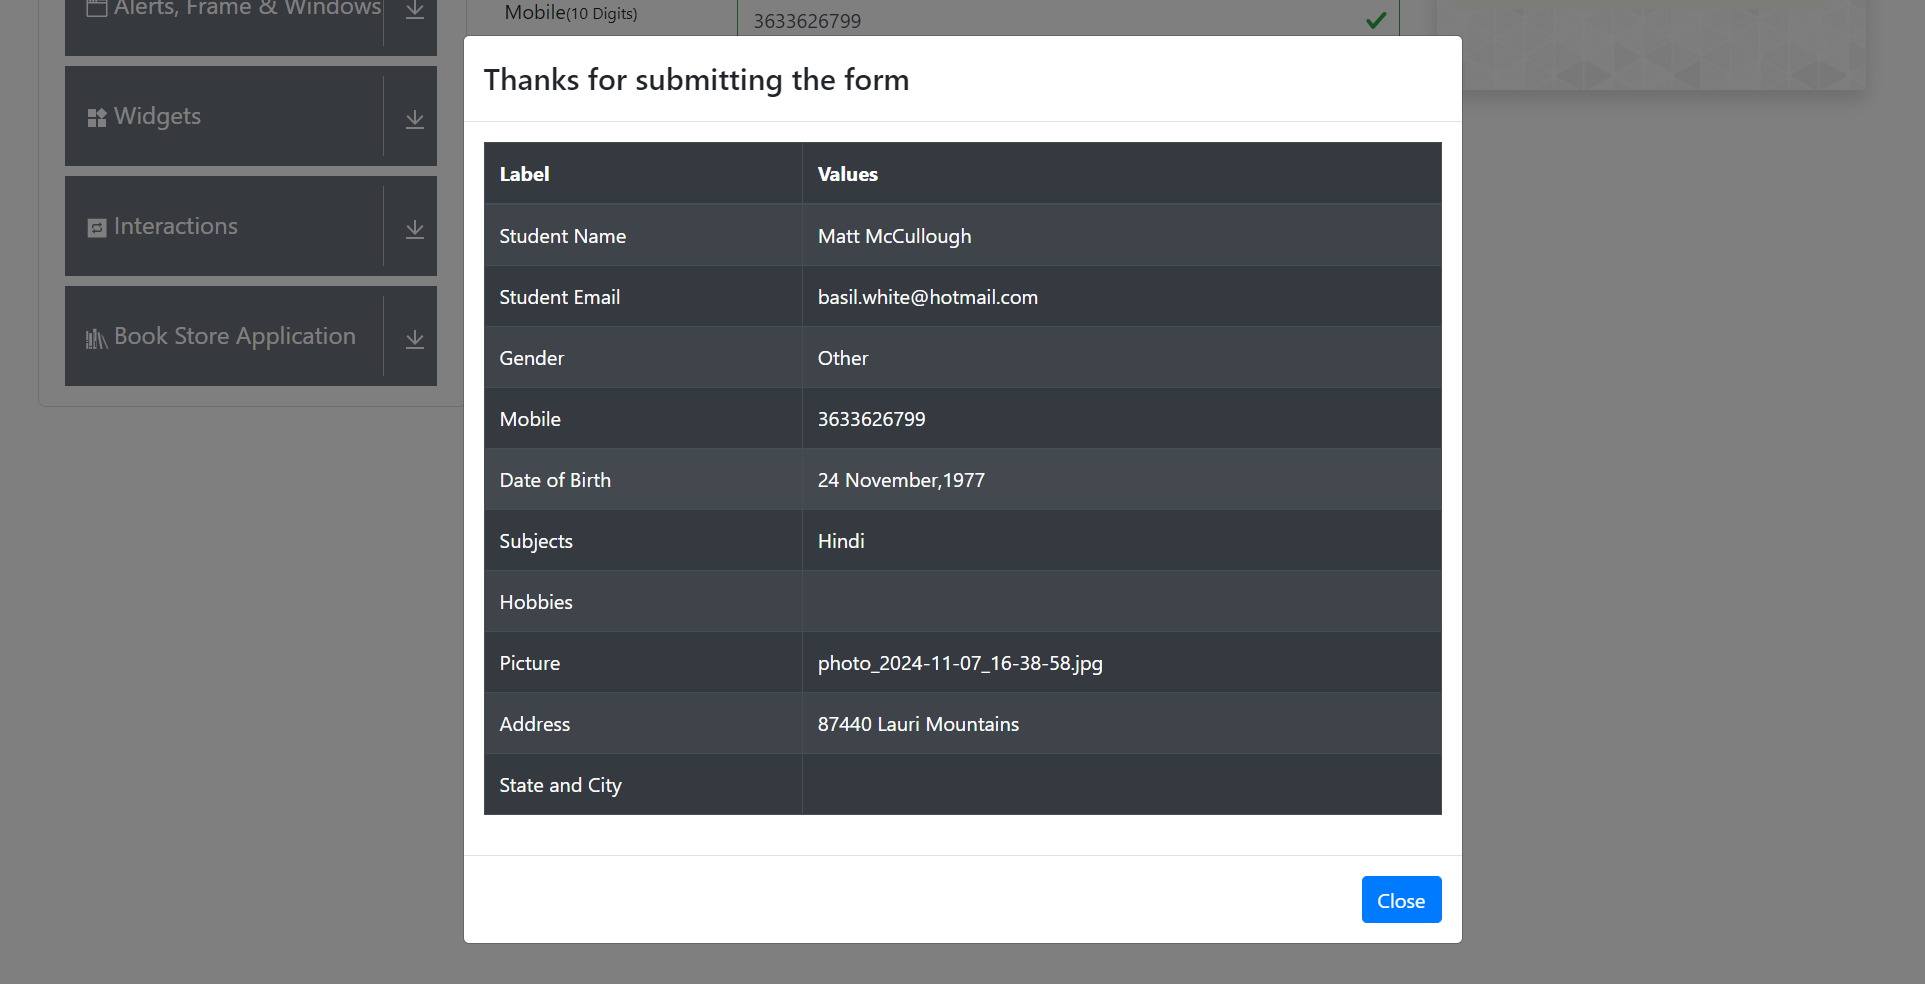 Alerts, Frame & Windows
Mobile(10 Digits)
3633626799
Widgets
Interactions
Book Store Application
Thanks for submitting the form
Label Values
Student Name Matt McCullough
Student Email basil.white@hotmail.com
Gender Other
Mobile 3633626799
Date of Birth 24 November,1977
Subjects Hindi
Hobbies
Picture photo_2024-11-07_16-38-58.jpg
Address 87440 Lauri Mountains
State and City
Close